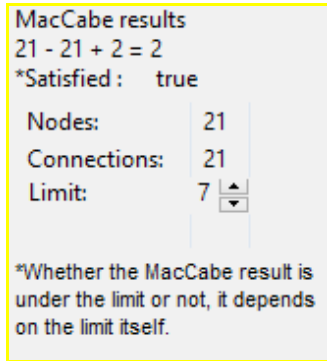 MacCabe results
21 - 21 + 2 = 2
*Satisfied : true
Nodes: 21
Connections: 21
Limit: 7
*Whether the MacCabe result is
under the limit or not, it depends
on the limit itself.